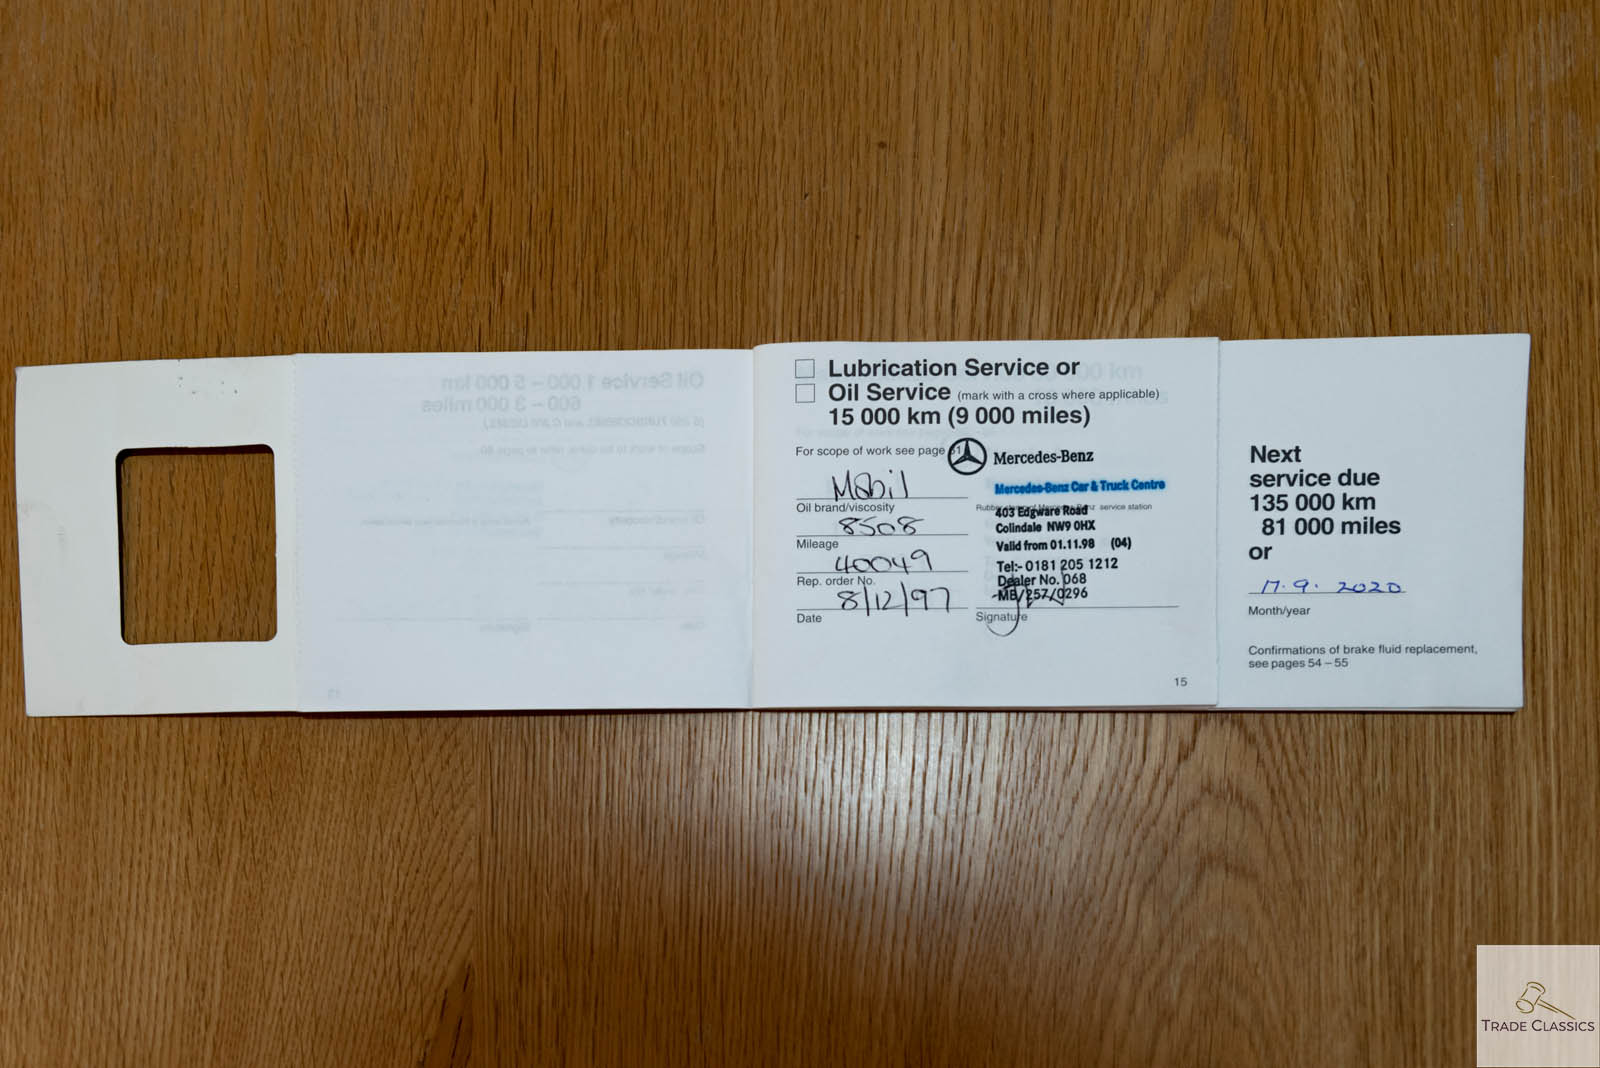 Lubrication Service or
Oil Service (mark with a cross where applicable)
15 000 km (9 000 miles)
For scope of work see page
Mercedes-Benz
Mobil
Oil brand/viscosity
8508
Mileage
40049
Rep. order No.
8/12/97
Date
Mercedes-Benz Car & Truck Centre
403 Edgware Road
Colindale NW9 0HX
Valid from 01.11.98 (04)
Tel:- 0181 205 1212
Dealer No. 068
MB/257/0296
Signature
15
Next
service due
135 000 km
81 000 miles
or
17.9.2020
Month/year
Confirmations of brake fluid replacement,
see pages 54 – 55
TRADE CLASSICS